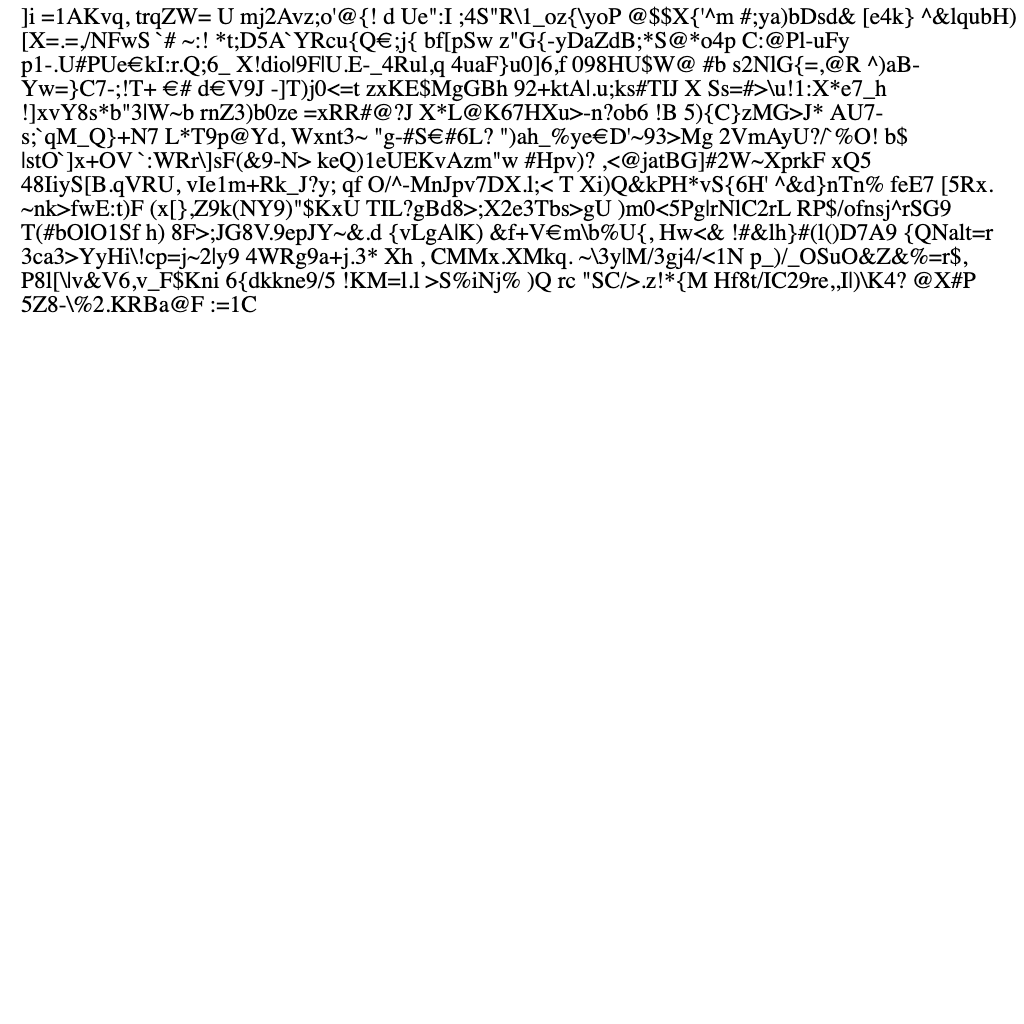 ]i =1AKvq, trqZW= U mj2Avz;o'@{! d Ue":I ;4S"R\1_oz{\yoP @$$X{'^m #;ya)bDsd& [e4k} ^&lqubH)
[X=.=,/NFwS `# ~:! *t;D5A`YRcu{Q€;j{ bf[pSw z"G{-yDaZdB;*S@*o4p C:@Pl-uFy
p1-.U#PUe€kI:r.Q;6_ X!dio|9F|U.E-_4Rul,q 4uaF}u0]6,f 098HU$W@ #b s2NlG{=,@R ^)aB-
Yw=}C7-;!T+ €# d€V9J -]T)j0<=t zxKE$MgGBh 92+ktA|.u;ks#TIJ X Ss=#>\u!1:X*e7_h
!]xvY8s*b"3|W~b rnZ3)b0ze =xRR#@?J X*L@K67HXu>-n?ob6 !B 5){C}zMG>J* AU7-
s;`qM_Q}+N7 L*T9p@Yd, Wxnt3~ "g-#S€#6L? ")ah_%ye€D'~93>Mg 2VmAyU?/`%O! b$
|stO`]x+OV `:WRr\]sF(&9-N> keQ)1eUEKvAzm"w #Hpv)? ,<@jatBG]#2W~XprkF xQ5
48IiyS[B.qVRU, vIe1m+Rk_J?y; qf O/^-MnJpv7DX.l;< T Xi)Q&kPH*vS{6H' ^&d}nTn% feE7 [5Rx.
~nk>fwE:t)F (x[},Z9k(NY9)"$KxU TIL?gBd8>;X2e3Tbs>gU )m0<5Pg|rNlC2rL RP$/ofnsj^rSG9
T(#bOlO1Sf h) 8F>;JG8V.9epJY~&.d {vLgA|K) &f+V€m\b%U{, Hw<& !#&lh}#(l()D7A9 {QNalt=r
3ca3>YyHi\!cp=j~2|y9 4WRg9a+j.3* Xh , CMMx.XMkq. ~\3y|M/3gj4/<1N p_)/_OSuO&Z&%=r$,
P8l[\|v&V6,v_F$Kni 6{dkkne9/5 !KM=l.l >S%iNj% )Q rc "SC/>.z!*{M Hf8t/IC29re,,I|)\K4? @X#P
5Z8-\%2.KRBa@F :=1C